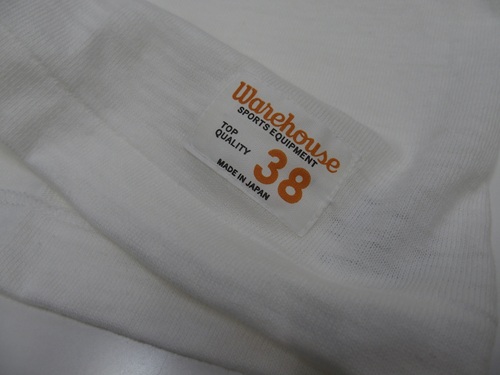 Warehouse
SPORTS EQUIPMENT
TOP
QUALITY
38
MADE IN JAPAN